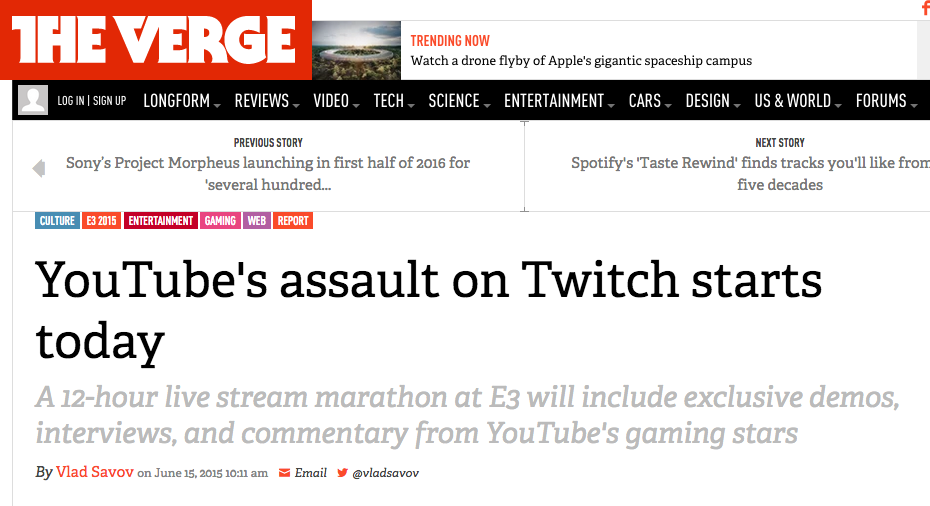 THE VERGE
TRENDING NOW
Watch a drone flyby of Apple's gigantic spaceship campus
LOG IN | SIGN UP LONGFORM REVIEWS VIDEO TECH SCIENCE ENTERTAINMENT CARS DESIGN US & WORLD FORUMS
PREVIOUS STORY
Sony's Project Morpheus launching in first half of 2016 for
'several hundred...
NEXT STORY
Spotify's 'Taste Rewind' finds tracks you'll like from
five decades
CULTURE E3 2015 ENTERTAINMENT GAMING WEB REPORT
YouTube's assault on Twitch starts
today
A 12-hour live stream marathon at E3 will include exclusive demos,
interviews, and commentary from YouTube's gaming stars
By Vlad Savov on June 15, 2015 10:11 am Email @vladsavov